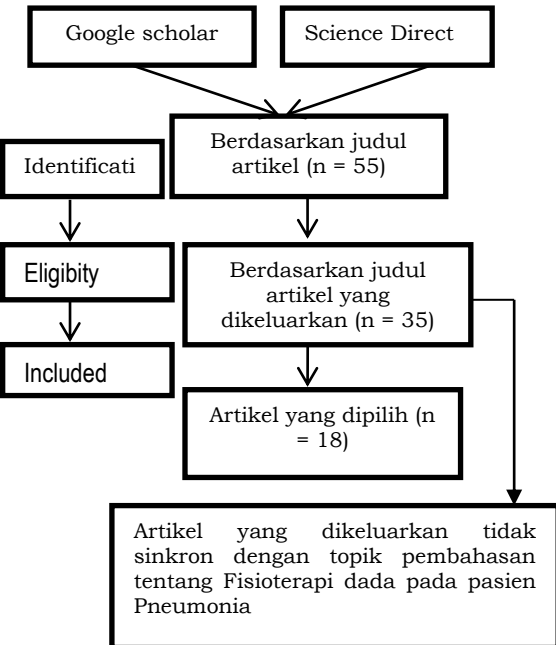 Google scholar
Science Direct
Berdasarkan judul
artikel (n = 55)
Identificati
Berdasarkan judul
artikel yang
dikeluarkan (n = 35)
Eligibity
Included
Artikel yang dipilih (n
= 18)
Artikel yang dikeluarkan tidak
sinkron dengan topik pembahasan
tentang Fisioterapi dada pada pasien
Pneumonia